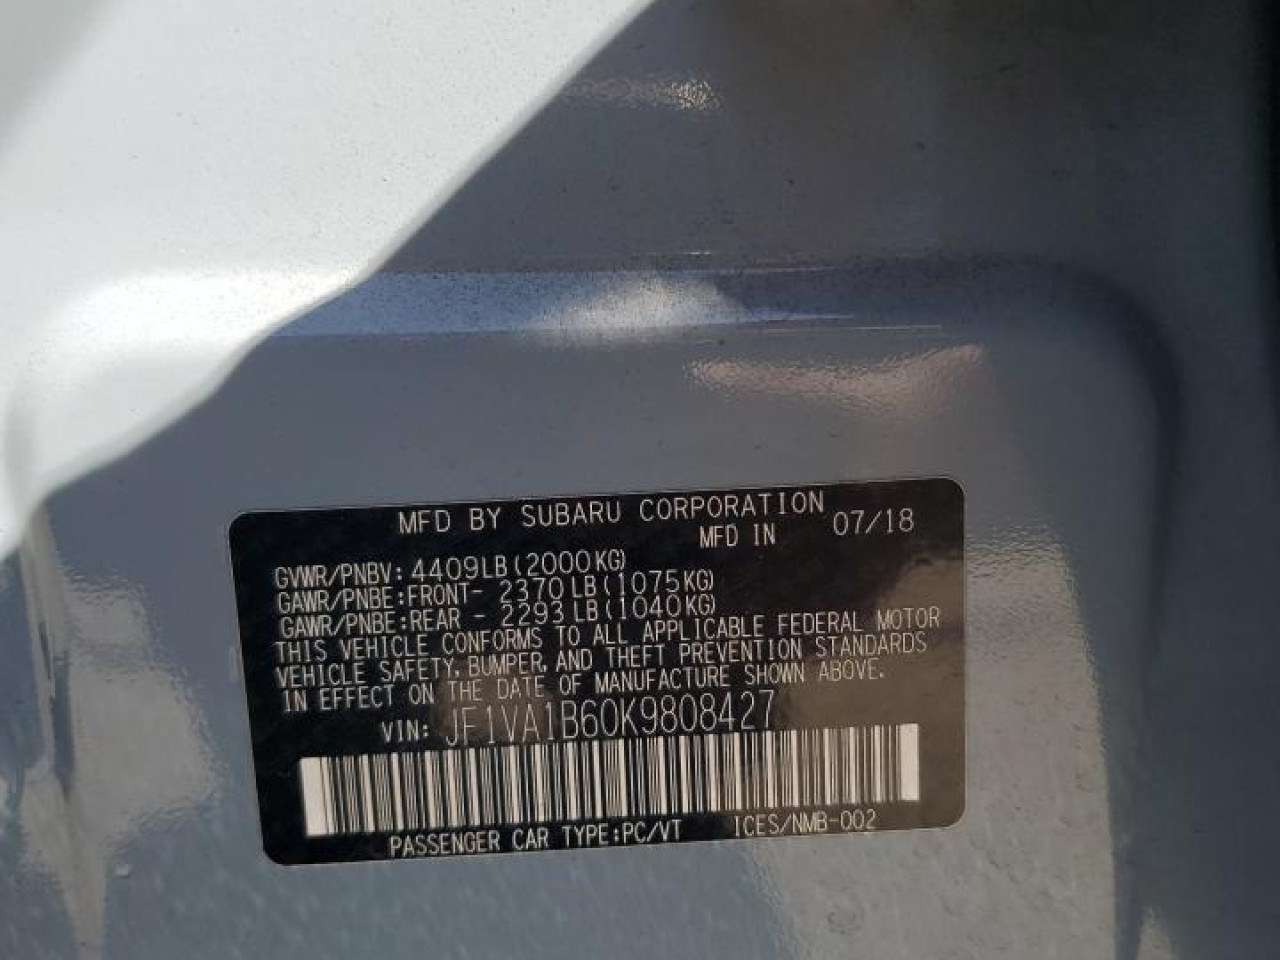 MFD BY SUBARU CORPORATION
MFD IN 07/18
GVWR/PNBV: 4409LB(2000KG)
GAWR/PNBE:FRONT- 2370LB(1075KG)
GAWR/PNBE:REAR - 2293LB(1040KG)
THIS VEHICLE CONFORMS TO ALL APPLICABLE FEDERAL MOTOR
VEHICLE SAFETY, BUMPER, AND THEFT PREVENTION STANDARDS
IN EFFECT ON THE DATE OF MANUFACTURE SHOWN ABOVE.
VIN: JF1VA1B60K9808427
PASSENGER CAR TYPE:PC/VT ICES/NMB-002